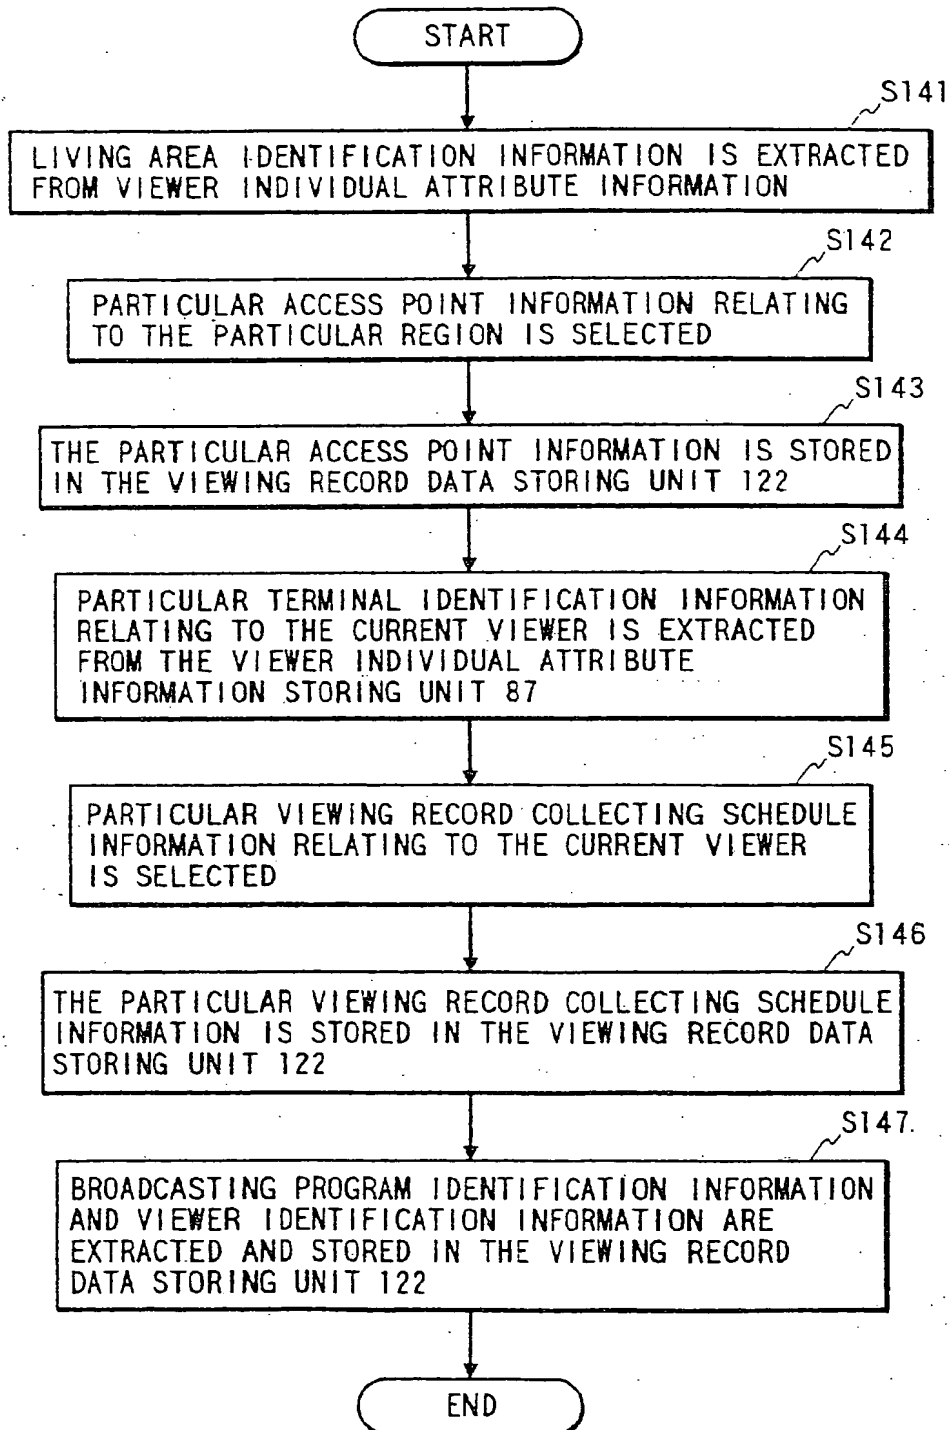 START
S141
LIVING AREA IDENTIFICATION INFORMATION IS EXTRACTED
FROM VIEWER INDIVIDUAL ATTRIBUTE INFORMATION
S142
PARTICULAR ACCESS POINT INFORMATION RELATING
TO THE PARTICULAR REGION IS SELECTED
S143
THE PARTICULAR ACCESS POINT INFORMATION IS STORED
IN THE VIEWING RECORD DATA STORING UNIT 122
S144
PARTICULAR TERMINAL IDENTIFICATION INFORMATION
RELATING TO THE CURRENT VIEWER IS EXTRACTED
FROM THE VIEWER INDIVIDUAL ATTRIBUTE
INFORMATION STORING UNIT 87
S145
PARTICULAR VIEWING RECORD COLLECTING SCHEDULE
INFORMATION RELATING TO THE CURRENT VIEWER
IS SELECTED
S146
THE PARTICULAR VIEWING RECORD COLLECTING SCHEDULE
INFORMATION IS STORED IN THE VIEWING RECORD DATA
STORING UNIT 122
S147
BROADCASTING PROGRAM IDENTIFICATION INFORMATION
AND VIEWER IDENTIFICATION INFORMATION ARE
EXTRACTED AND STORED IN THE VIEWING RECORD
DATA STORING UNIT 122
END